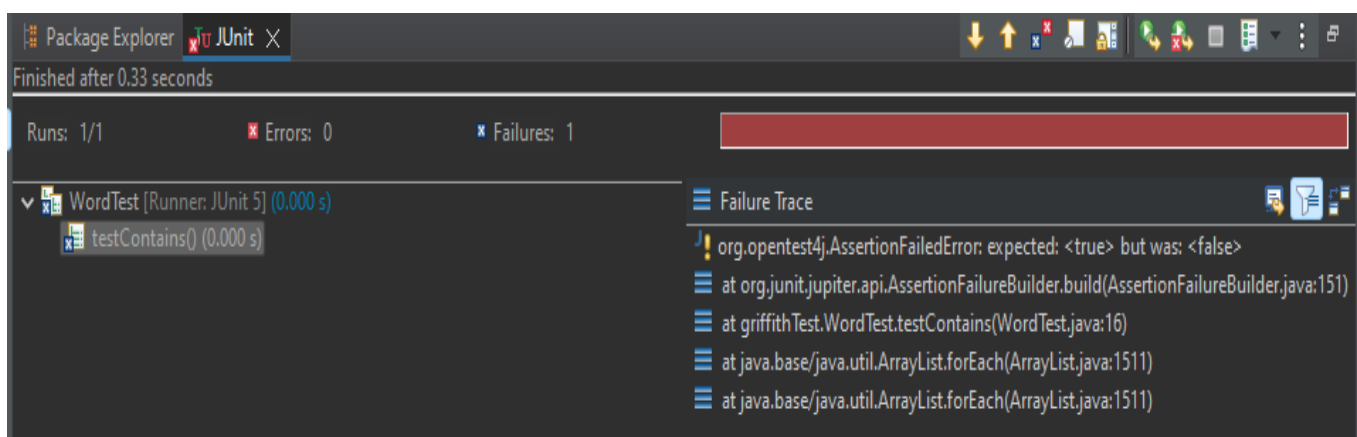 Package Explorer JUnit
Finished after 0.33 seconds
Runs: 1/1 Errors: 0 Failures: 1
WordTest [Runner: JUnit 5] (0.000 s)
testContains() (0.000 s)
Failure Trace
org.opentest4j.AssertionFailedError: expected: <true> but was: <false>
at org.junit.jupiter.api.AssertionFailureBuilder.build(AssertionFailureBuilder.java:151)
at griffithTest.WordTest.testContains(WordTest.java:16)
at java.base/java.util.ArrayList.forEach(ArrayList.java:1511)
at java.base/java.util.ArrayList.forEach(ArrayList.java:1511)